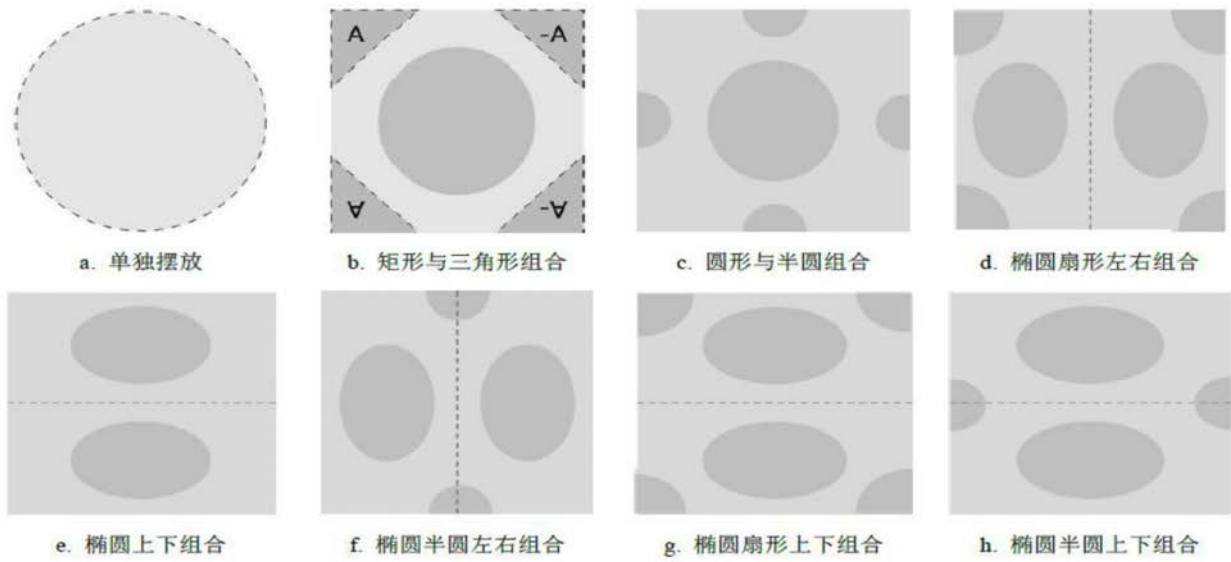 A -A
∀ -∀
a. 单独摆放 b. 矩形与三角形组合 c. 圆形与半圆组合 d. 椭圆扇形左右组合
e. 椭圆上下组合 f. 椭圆半圆左右组合 g. 椭圆扇形上下组合 h. 椭圆半圆上下组合